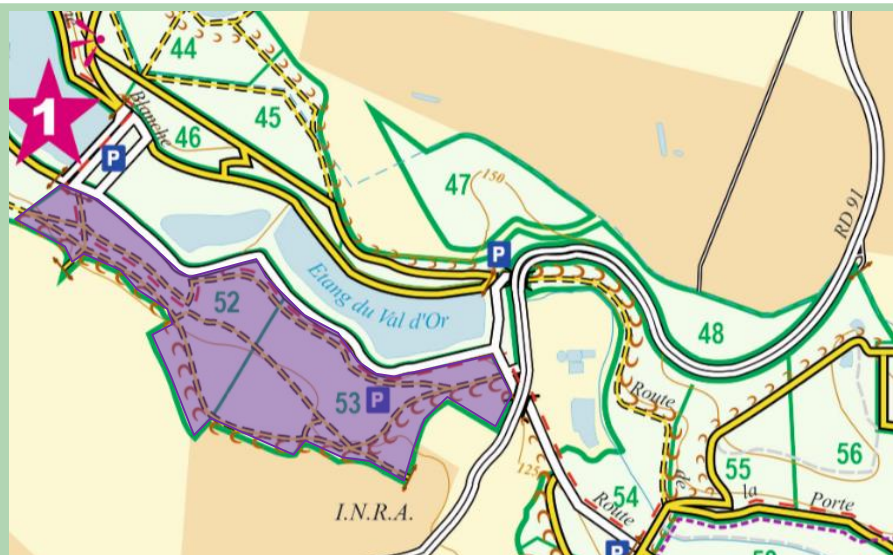 44
1
Blanche
P
46
45
47
150
P
RD 91
Etang du Val d'Or
52
48
53
P
Route
de
la
Porte
55
56
125
54
Route
I.N.R.A.
P